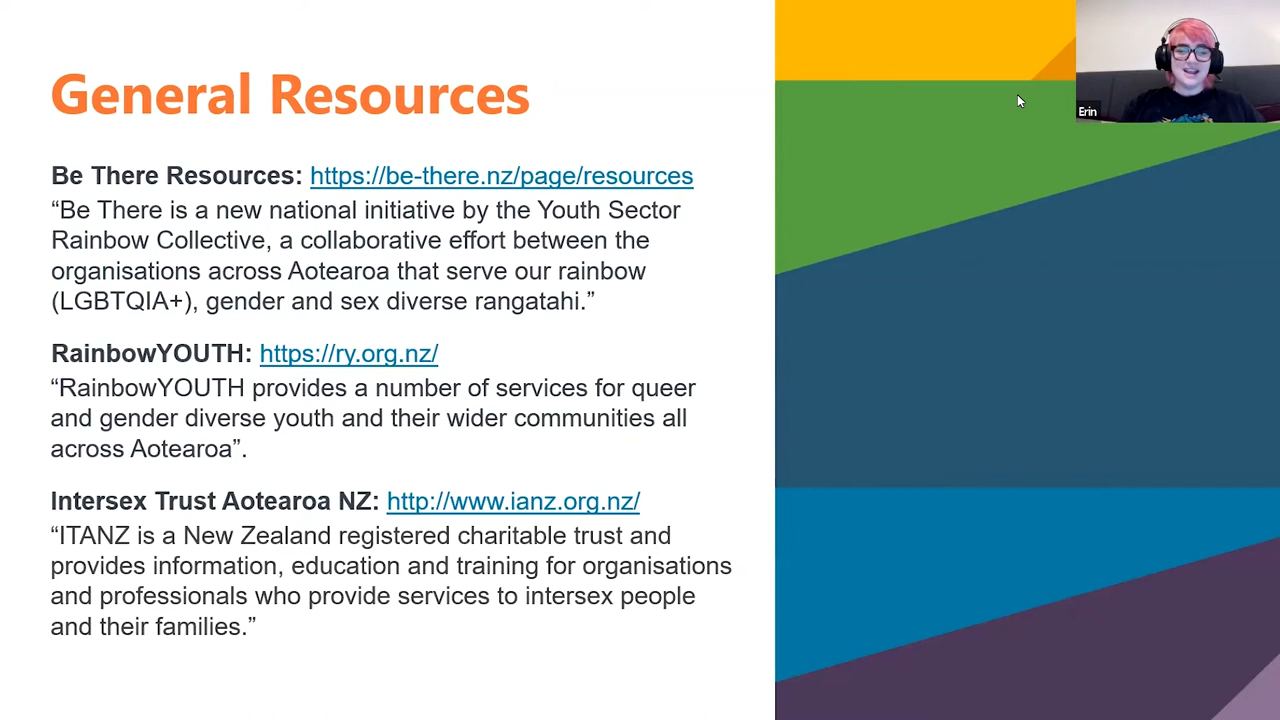 General Resources
Be There Resources: https://be-there.nz/page/resources
“Be There is a new national initiative by the Youth Sector
Rainbow Collective, a collaborative effort between the
organisations across Aotearoa that serve our rainbow
(LGBTQIA+), gender and sex diverse rangatahi.”
RainbowYOUTH: https://ry.org.nz/
“RainbowYOUTH provides a number of services for queer
and gender diverse youth and their wider communities all
across Aotearoa”.
Intersex Trust Aotearoa NZ: http://www.ianz.org.nz/
“ITANZ is a New Zealand registered charitable trust and
provides information, education and training for organisations
and professionals who provide services to intersex people
and their families.”
Erin